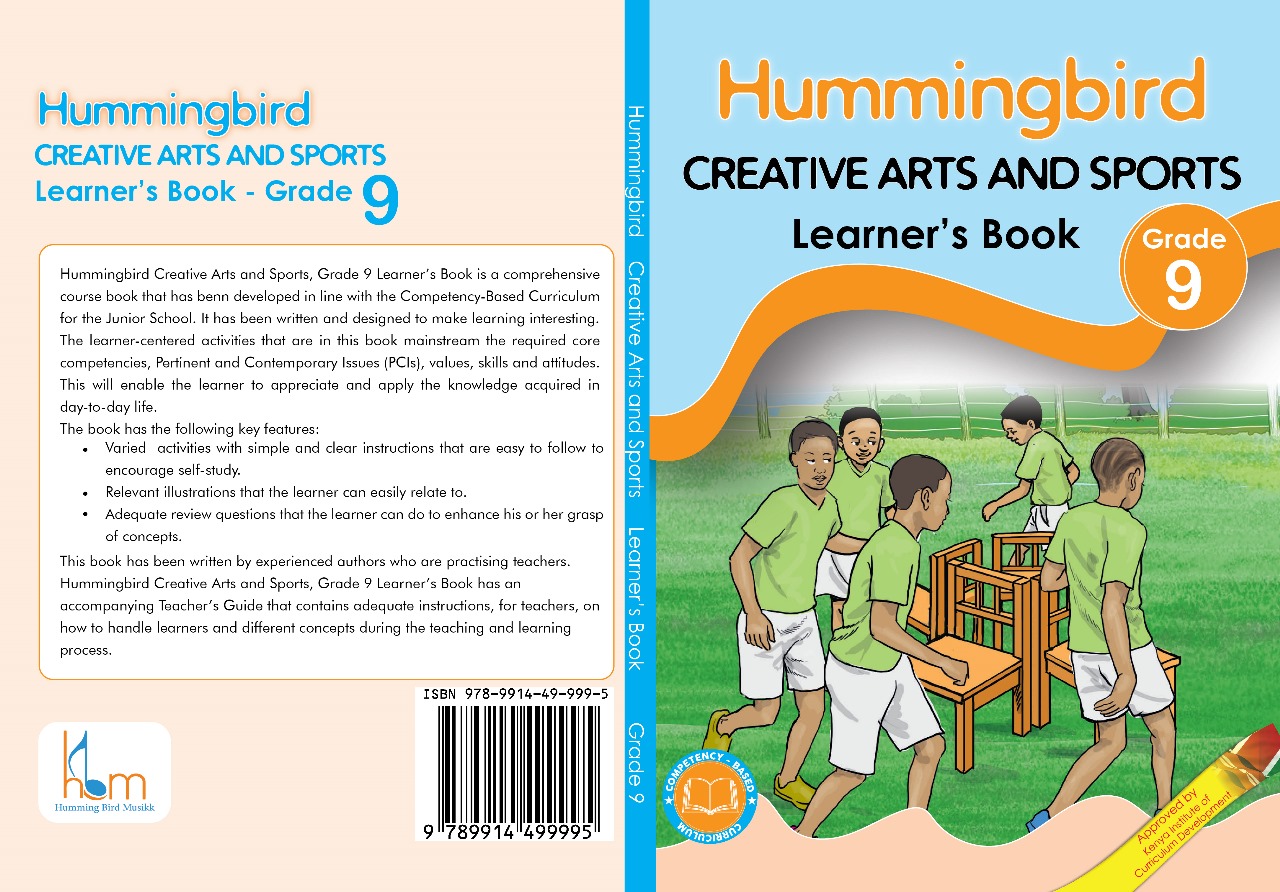 Hummingbird
CREATIVE ARTS AND SPORTS
Learner's Book - Grade 9
Hummingbird Creative Arts and Sports, Grade 9 Learner's Book is a comprehensive
course book that has benn developed in line with the Competency-Based Curriculum
for the Junior School. It has been written and designed to make learning interesting.
The learner-centered activities that are in this book mainstream the required core
competencies, Pertinent and Contemporary Issues (PCIs), values, skills and attitudes.
This will enable the learner to appreciate and apply the knowledge acquired in
day-to-day life.
The book has the following key features:
• Varied activities with simple and clear instructions that are easy to follow to
encourage self-study.
• Relevant illustrations that the learner can easily relate to.
• Adequate review questions that the learner can do to enhance his or her grasp
of concepts.
This book has been written by experienced authors who are practising teachers.
Hummingbird Creative Arts and Sports, Grade 9 Learner's Book has an
accompanying Teacher's Guide that contains adequate instructions, for teachers, on
how to handle learners and different concepts during the teaching and learning
process.
hbm
Humming Bird Musikk
ISBN 978-9914-49-999-5
9 789914 499995
Hummingbird Creative Arts and Sports Learner's Book Grade 9
Hummingbird
CREATIVE ARTS AND SPORTS
Learner's Book
Grade
9
COMPETENCY - BASED
CURRICULUM
Approved by
Kenya Institute of
Curriculum Development